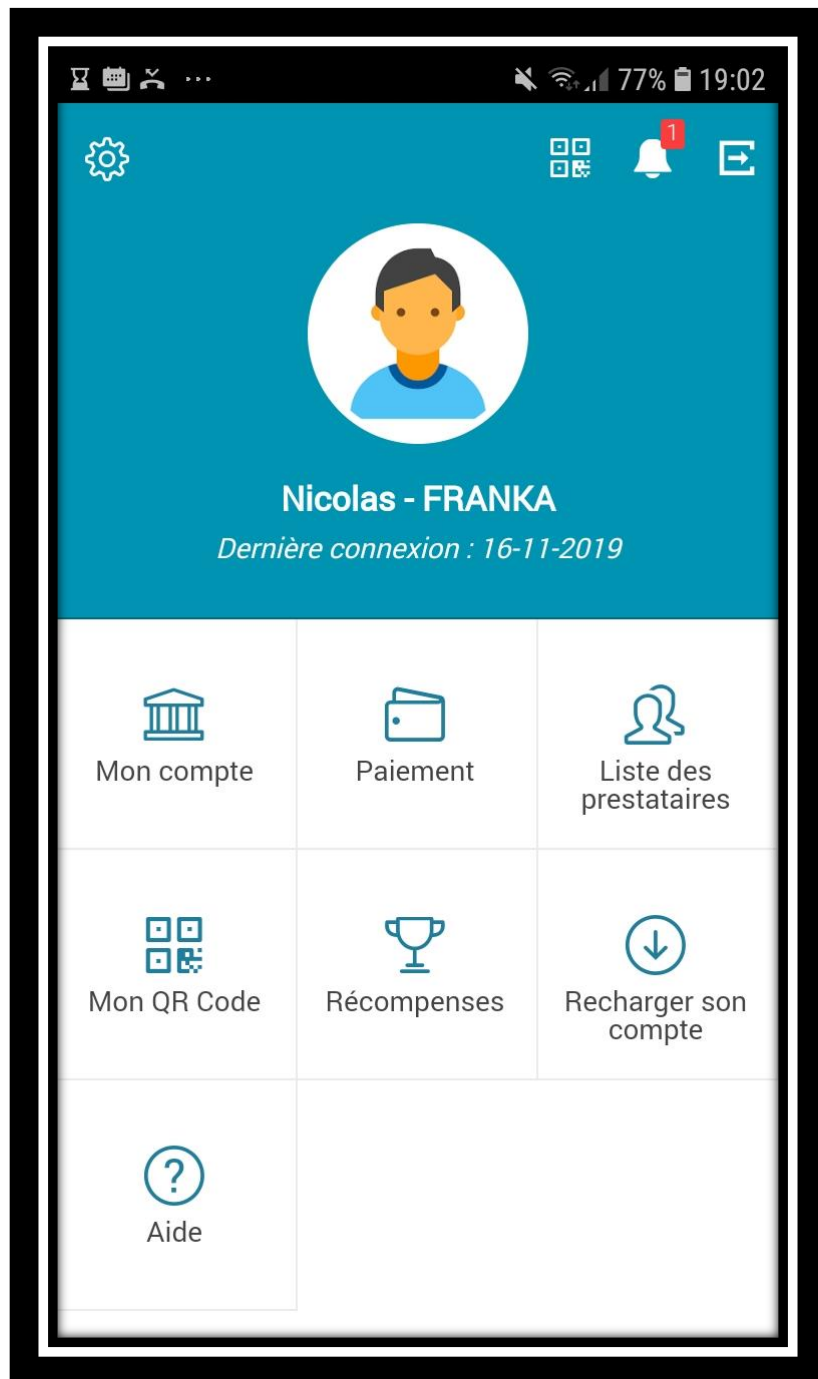 77% 19:02
1
Nicolas - FRANKA
Dernière connexion : 16-11-2019
Mon compte
Paiement
Liste des
prestataires
Mon QR Code
Récompenses
Recharger son
compte
?
Aide